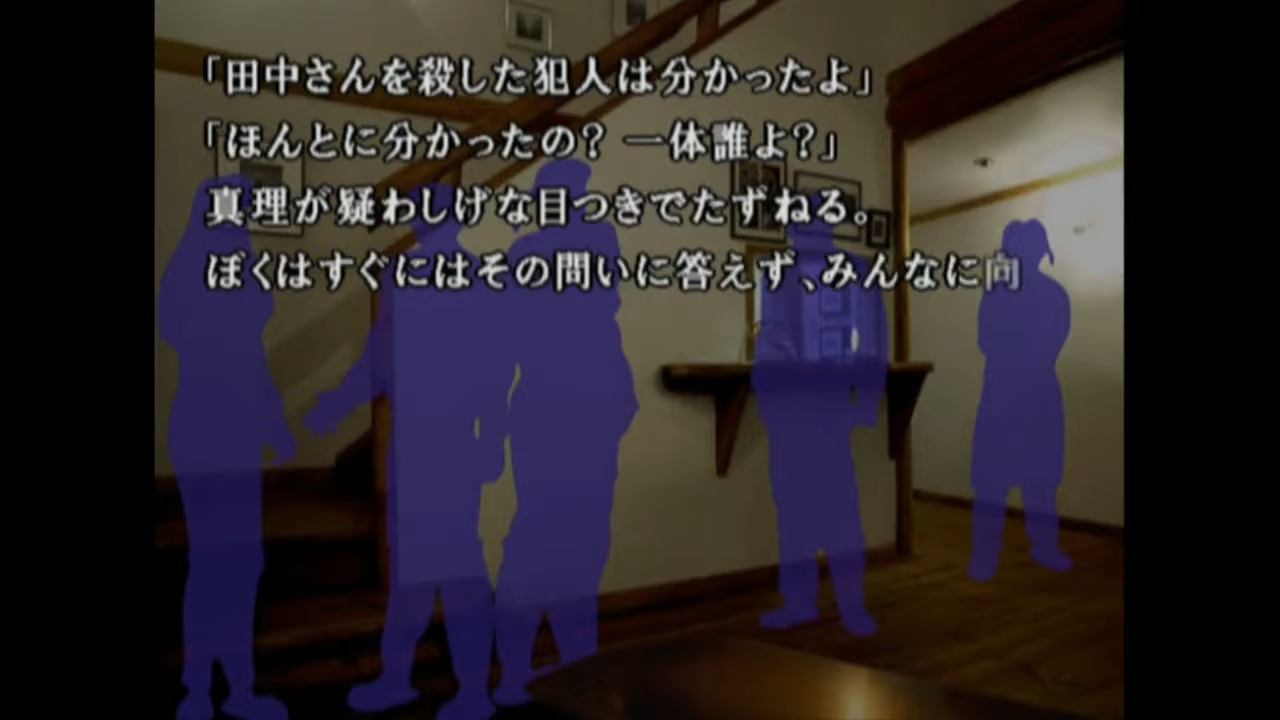 「田中さんを殺した犯人は分かったよ」
「ほんとに分かったの？ 一体誰よ？」
真理が疑わしげな目つきでたずねる。
ぼくはすぐにはその問いに答えず、みんなに向